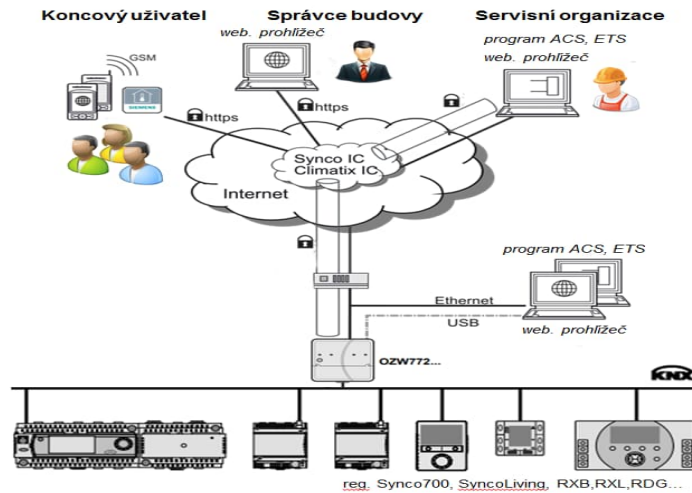 Koncový uživatel
Správce budovy
Servisní organizace
web. prohlížeč
program ACS, ETS
web. prohlížeč
GSM
SIEMENS
https
https
Synco IC
Climatix IC
Internet
program ACS, ETS
Ethernet
USB
web. prohlížeč
OZW772...
KNX
reg. Synco700, SyncoLiving, RXB,RXL,RDG...